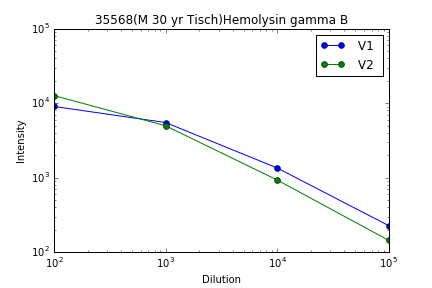 35568(M 30 yr Tisch)Hemolysin gamma B
10^5
10^4
10^3
10^2
Intensity
V1
V2
10^2 10^3 10^4 10^5
Dilution